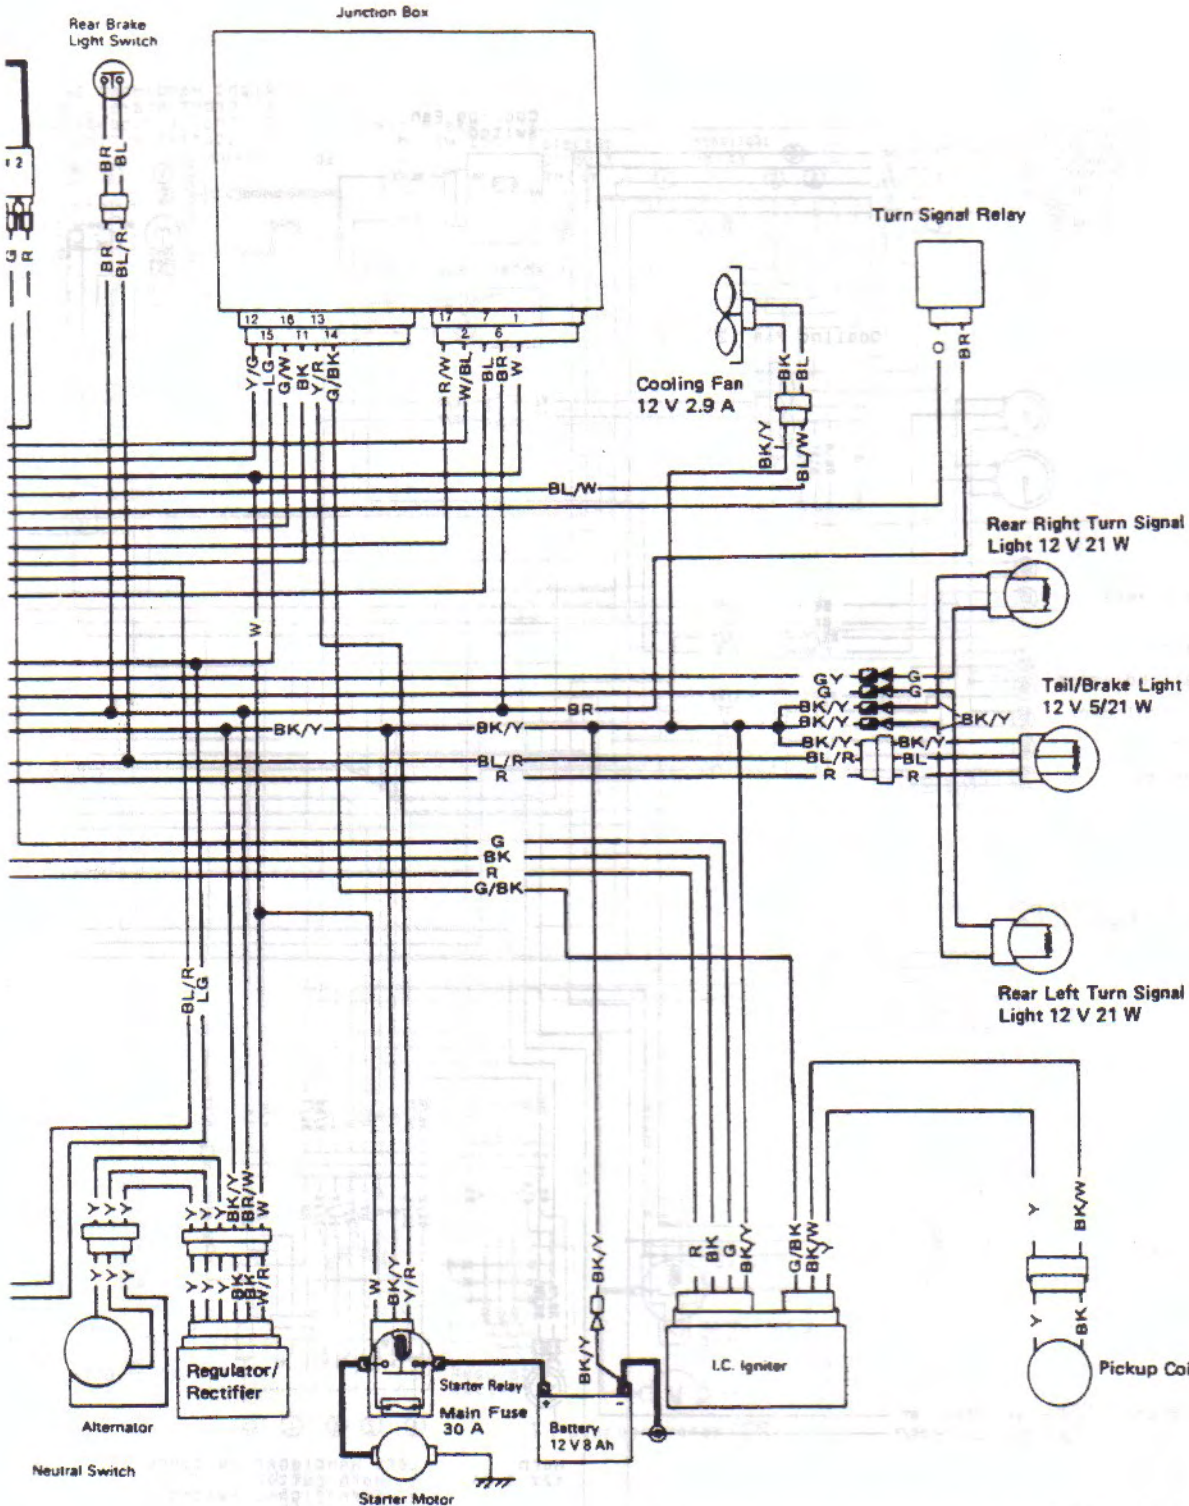 Junction Box
Rear Brake
Light Switch
2
BR
BL
BR
BL/R
G
R
12
18
13
15
11
14
17
7
1
2
6
Y/G
LG
G/W
BK
Y/R
G/BK
R/W
W/BL
BL
BR
W
Turn Signal Relay
O
BR
Cooling Fan
12 V 2.9 A
BK
BL
BK/Y
BL/W
BL/W
Rear Right Turn Signal
Light 12 V 21 W
W
GY
G
G
G
BK/Y
BK/Y
BK/Y
BK/Y
BK/Y
BL/R
BL
R
R
Tail/Brake Light
12 V 5/21 W
BR
BK/Y
BK/Y
BL/R
R
G
BK
R
G/BK
BL/R
LG
Rear Left Turn Signal
Light 12 V 21 W
Y
Y
Y
Y
Y
Y
BK/Y
BR/W
W
Y
Y
Y
Y
Y
Y
BK
BK
W/R
W
BK/Y
Y/R
BK/Y
BK/Y
R
BK
G
BK/Y
G/BK
BK/W
Y
Y
BK/W
Y
BK
Alternator
Regulator/
Rectifier
Starter Relay
Main Fuse
30 A
Battery
12 V 8 Ah
+
-
I.C. Igniter
Pickup Coi
Neutral Switch
Starter Motor